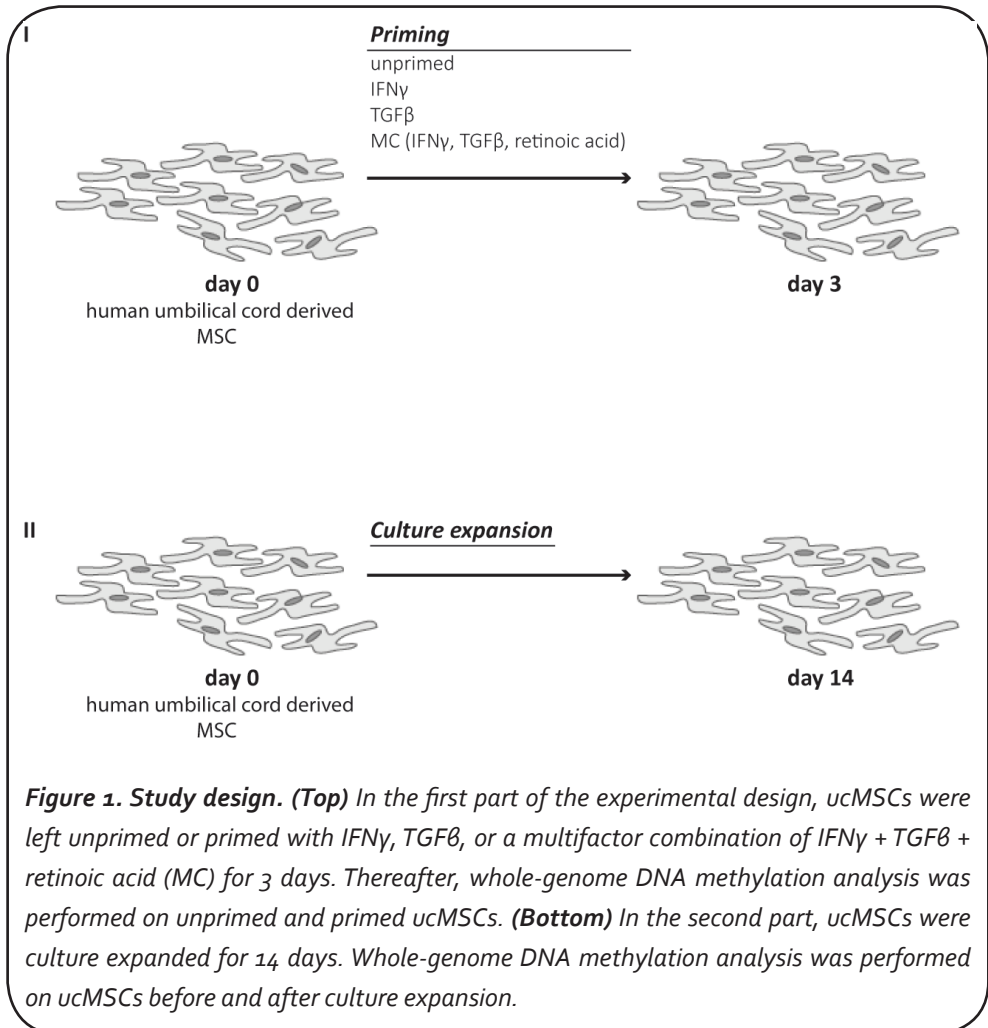 I
Priming
unprimed
IFNγ
TGFβ
MC (IFNγ, TGFβ, retinoic acid)
day 0
human umbilical cord derived
MSC
day 3
II
Culture expansion
day 0
human umbilical cord derived
MSC
day 14
Figure 1. Study design. (Top) In the first part of the experimental design, ucMSCs were
left unprimed or primed with IFNγ, TGFβ, or a multifactor combination of IFNγ + TGFβ +
retinoic acid (MC) for 3 days. Thereafter, whole-genome DNA methylation analysis was
performed on unprimed and primed ucMSCs. (Bottom) In the second part, ucMSCs were
culture expanded for 14 days. Whole-genome DNA methylation analysis was performed
on ucMSCs before and after culture expansion.